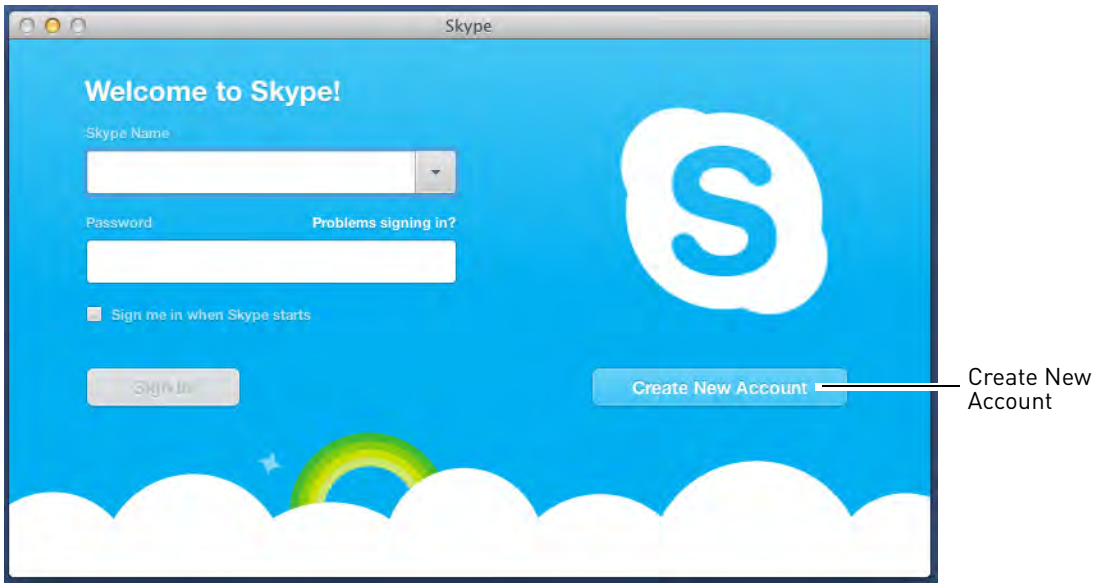 Skype
Welcome to Skype!
Skype Name
Password
Problems signing in?
Sign me in when Skype starts
Sign In
Create New Account
S
Create New
Account